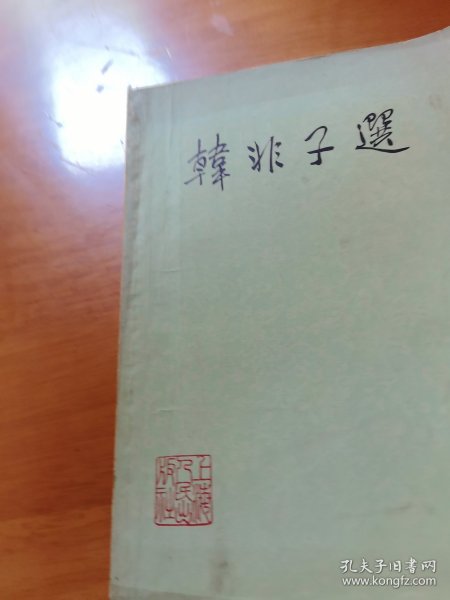 韓非子選
上海
人民出
版社
孔夫子旧书网
www.kongfz.com